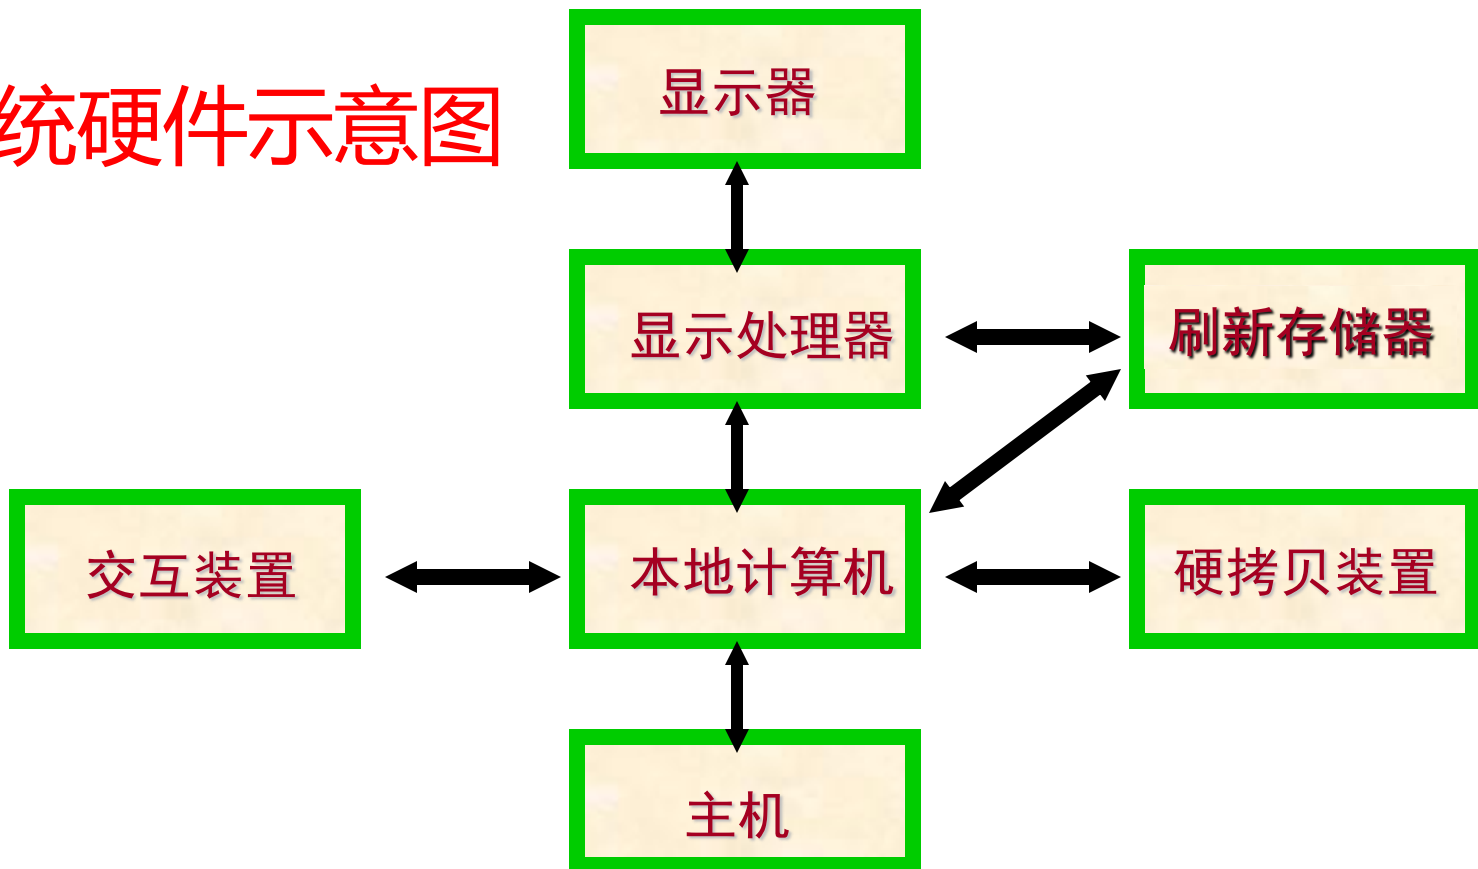 统硬件示意图
显示器
显示处理器
刷新存储器
交互装置
本地计算机
硬拷贝装置
主机